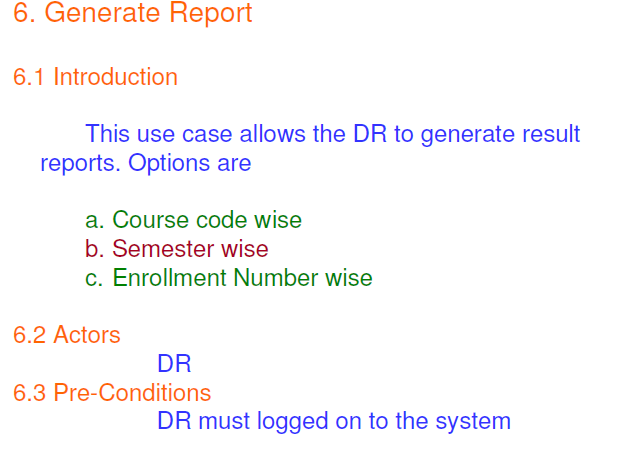 6. Generate Report
6.1 Introduction
This use case allows the DR to generate result
reports. Options are
a. Course code wise
b. Semester wise
c. Enrollment Number wise
6.2 Actors
DR
6.3 Pre-Conditions
DR must logged on to the system